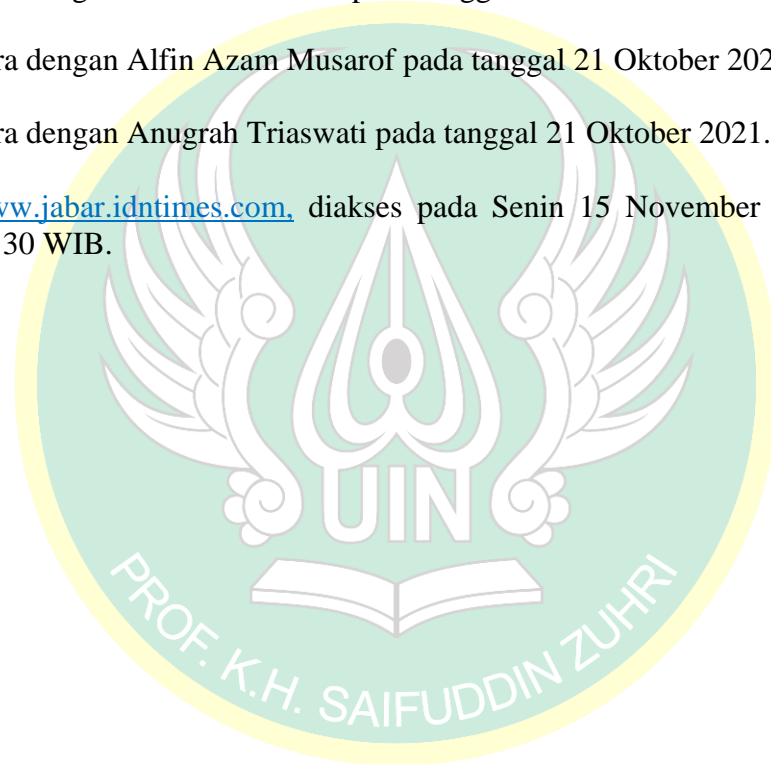 ra dengan Alfin Azam Musarof pada tanggal 21 Oktober 202
ra dengan Anugrah Triaswati pada tanggal 21 Oktober 2021.
ww.jabar.idntimes.com, diakses pada Senin 15 November
30 WIB.
UIN
PROF. K.H. SAIFUDDIN ZUHRI